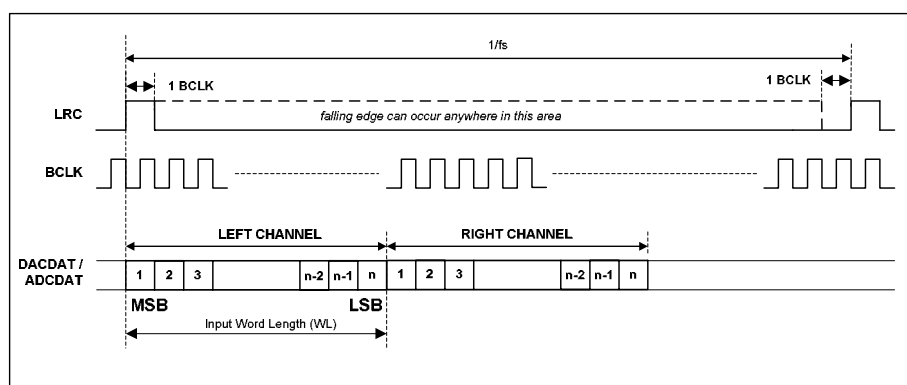 1/fs
1 BCLK
1 BCLK
LRC
falling edge can occur anywhere in this area
BCLK
LEFT CHANNEL
RIGHT CHANNEL
DACDAT /
ADCDAT
1 2 3 n-2 n-1 n 1 2 3 n-2 n-1 n
MSB
LSB
Input Word Length (WL)